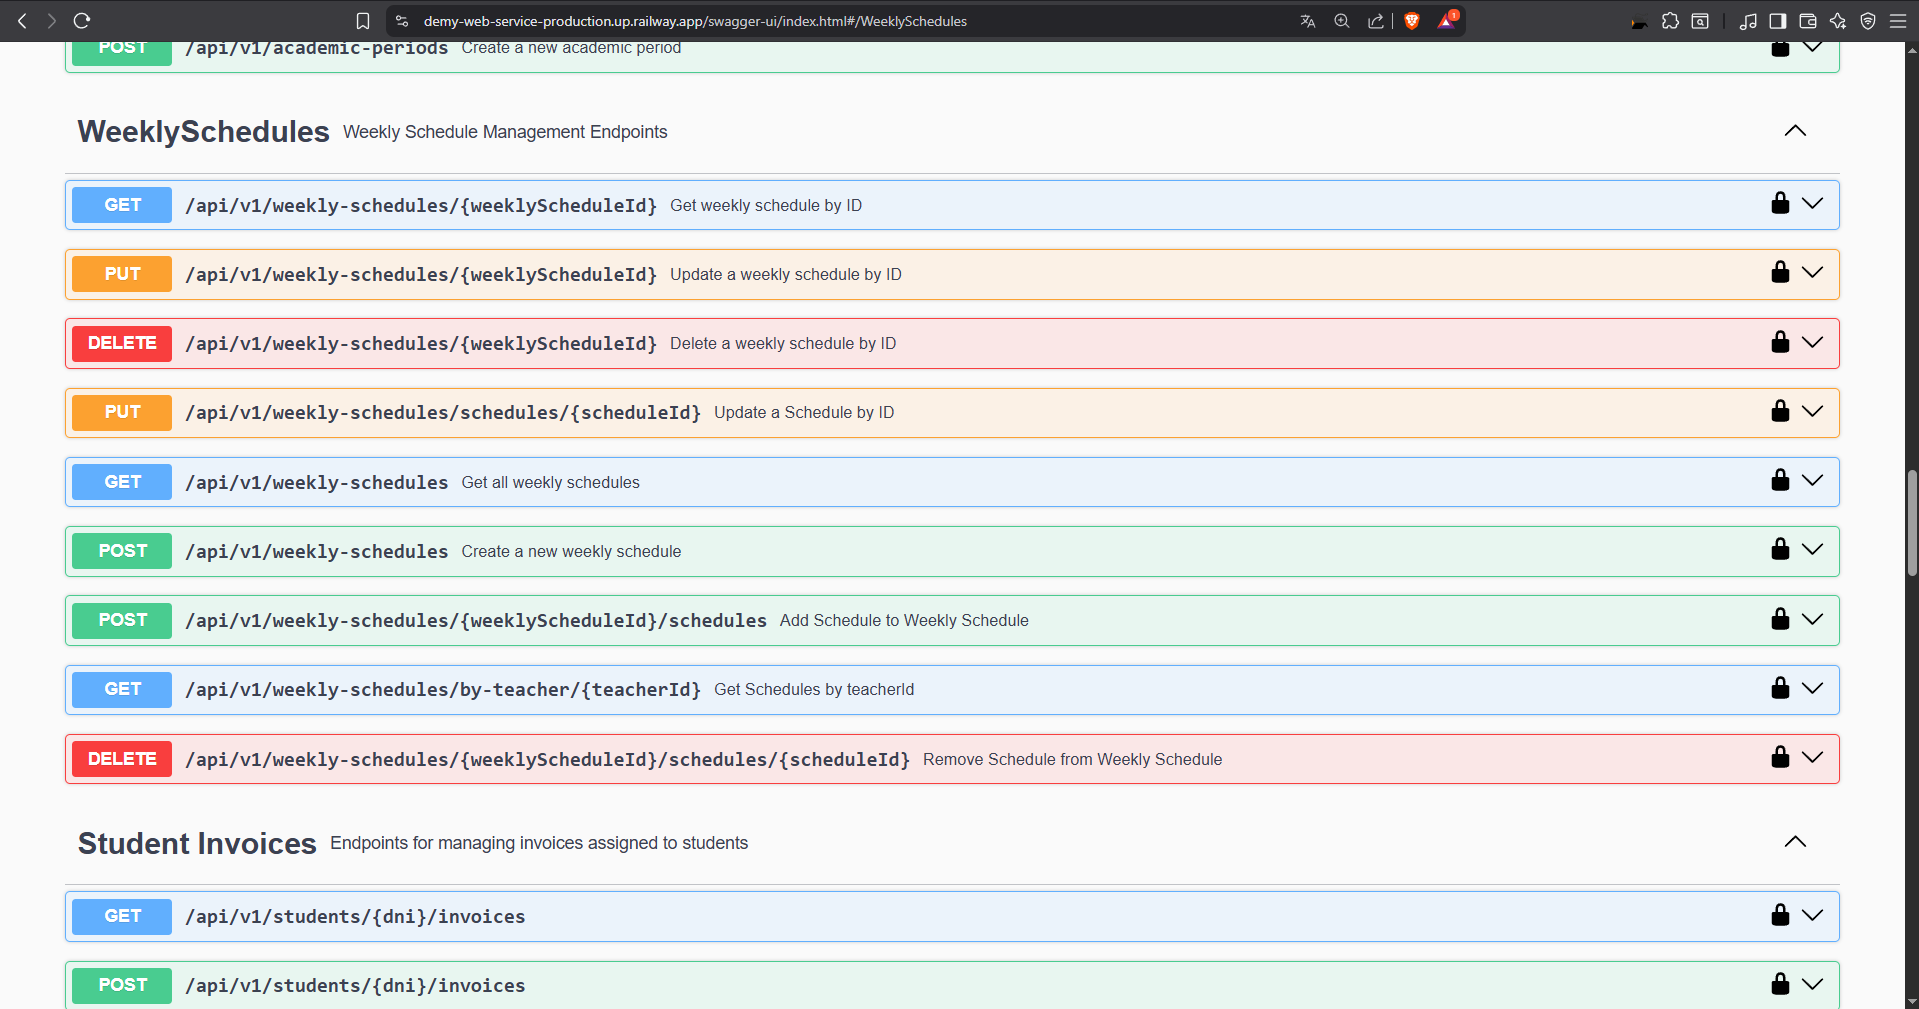 demy-web-service-production.up.railway.app/swagger-ui/index.html#/WeeklySchedules
1
POST /api/v1/academic-periods Create a new academic period
WeeklySchedules Weekly Schedule Management Endpoints
GET /api/v1/weekly-schedules/{weeklyScheduleId} Get weekly schedule by ID
PUT /api/v1/weekly-schedules/{weeklyScheduleId} Update a weekly schedule by ID
DELETE /api/v1/weekly-schedules/{weeklyScheduleId} Delete a weekly schedule by ID
PUT /api/v1/weekly-schedules/schedules/{scheduleId} Update a Schedule by ID
GET /api/v1/weekly-schedules Get all weekly schedules
POST /api/v1/weekly-schedules Create a new weekly schedule
POST /api/v1/weekly-schedules/{weeklyScheduleId}/schedules Add Schedule to Weekly Schedule
GET /api/v1/weekly-schedules/by-teacher/{teacherId} Get Schedules by teacherId
DELETE /api/v1/weekly-schedules/{weeklyScheduleId}/schedules/{scheduleId} Remove Schedule from Weekly Schedule
Student Invoices Endpoints for managing invoices assigned to students
GET /api/v1/students/{dni}/invoices
POST /api/v1/students/{dni}/invoices